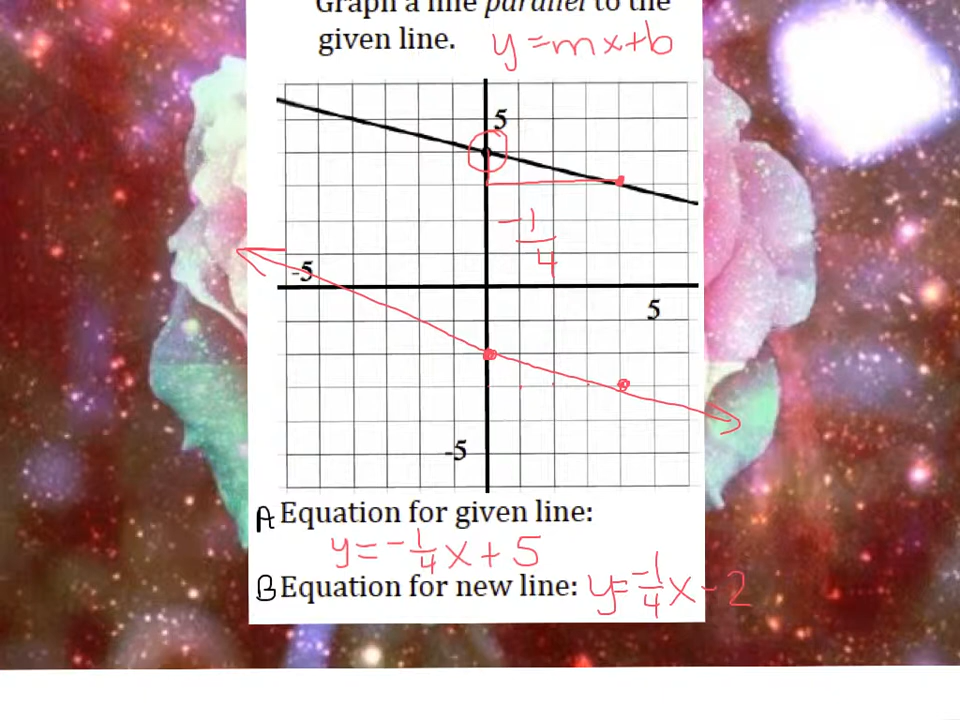 Graph a line parallel to the
given line. y=mx+b
5
-1/4
-5
5
-5
A Equation for given line:
y=-1/4x+5
B Equation for new line: y=-1/4x-2